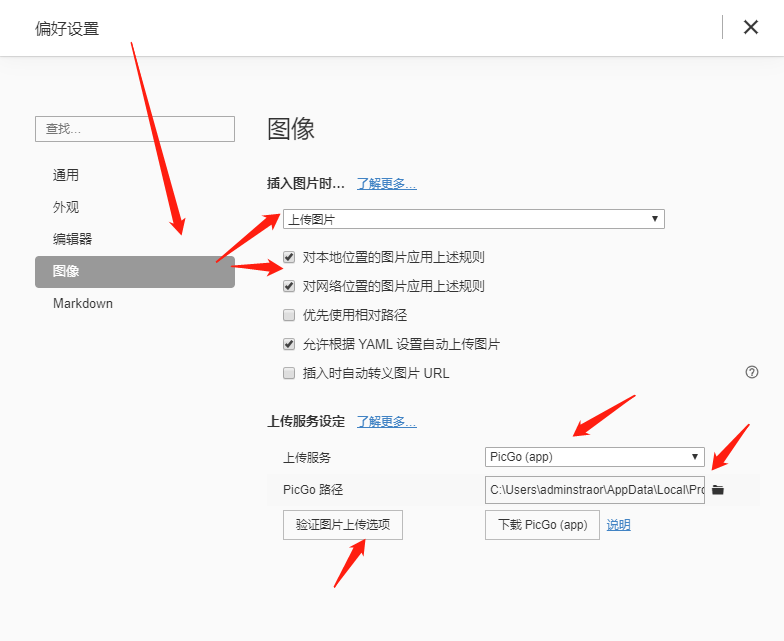 偏好设置
查找...
图像
通用
外观
编辑器
图像
Markdown
插入图片时... 了解更多...
上传图片
对本地位置的图片应用上述规则
对网络位置的图片应用上述规则
优先使用相对路径
允许根据 YAML 设置自动上传图片
插入时自动转义图片 URL
上传服务设定 了解更多...
上传服务 PicGo (app)
PicGo 路径 C:\Users\adminstraor\AppData\Local\Prc
验证图片上传选项 下载 PicGo (app) 说明